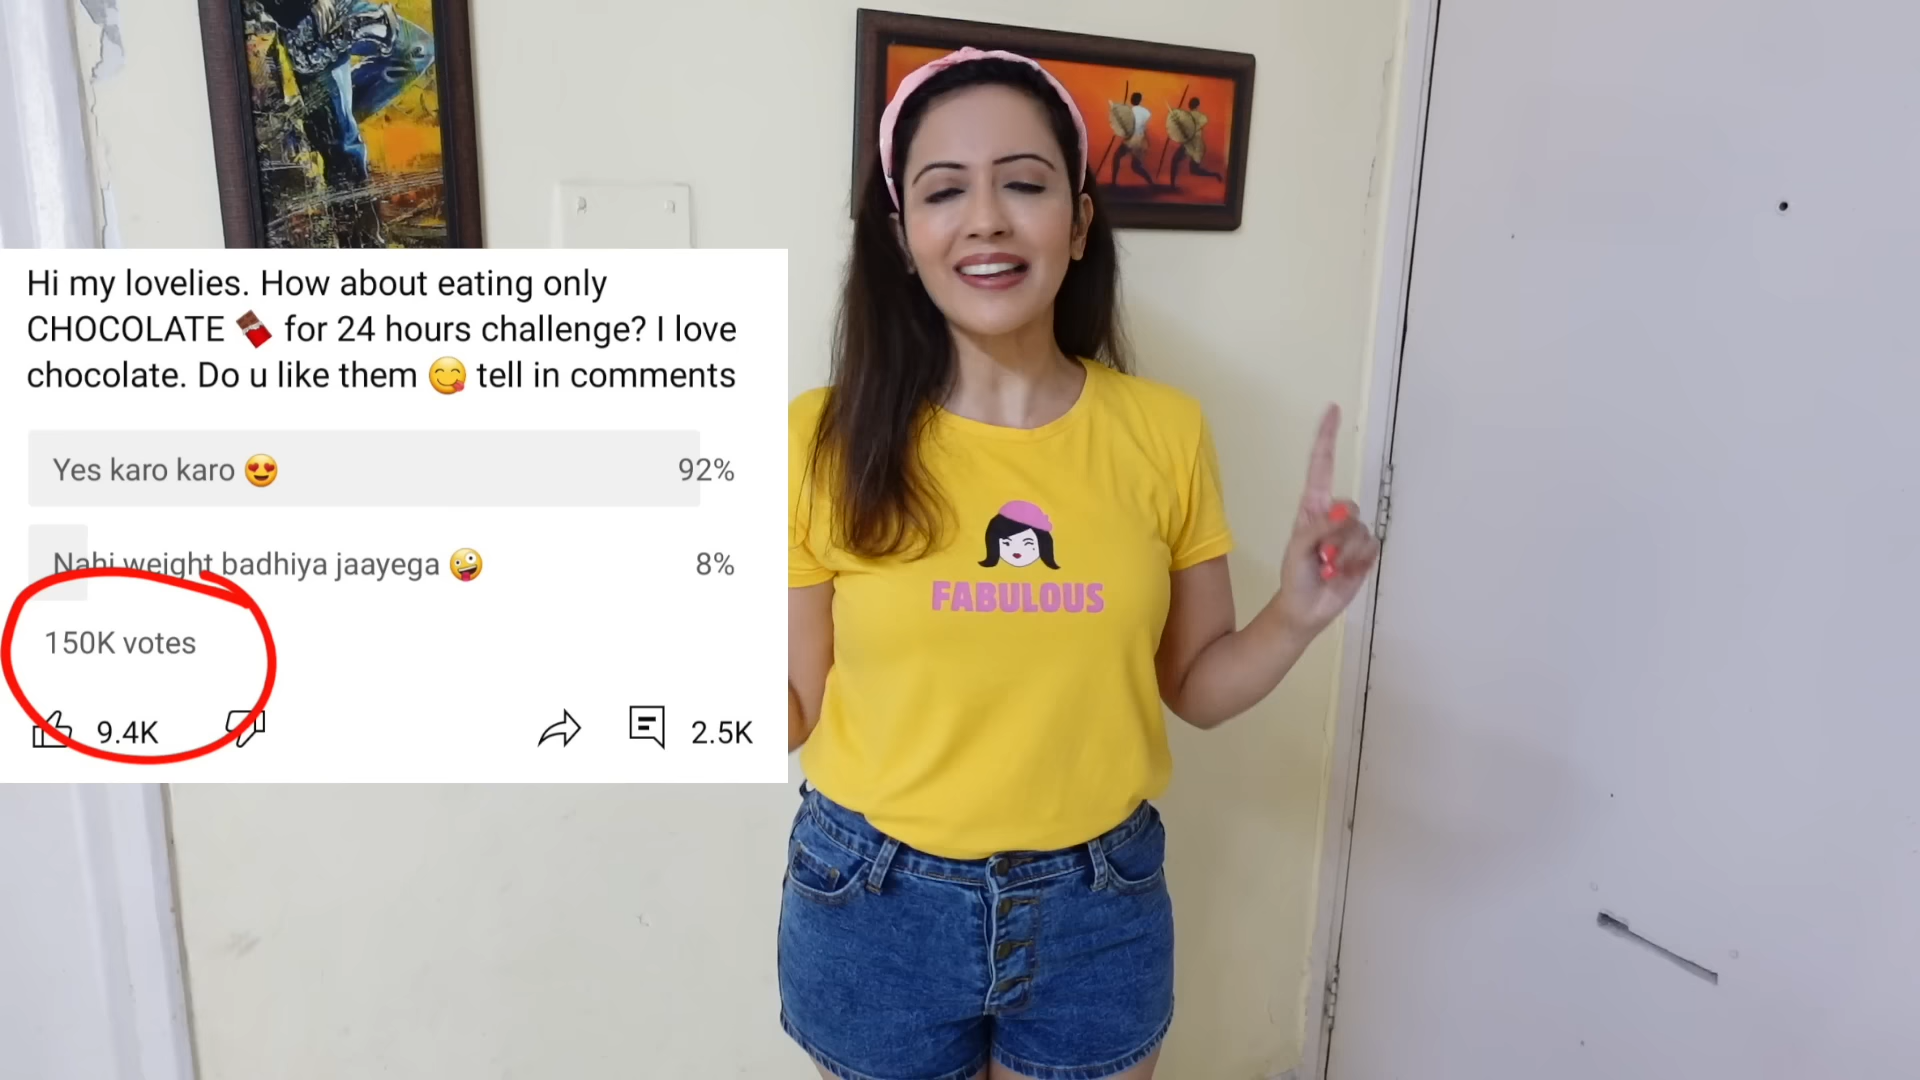 Hi my lovelies. How about eating only
CHOCOLATE 🍫 for 24 hours challenge? I love
chocolate. Do u like them 😋 tell in comments
Yes karo karo 😍 92%
Nahi weight badhiya jaayega 🤪 8%
150K votes
9.4K 2.5K
FABULOUS